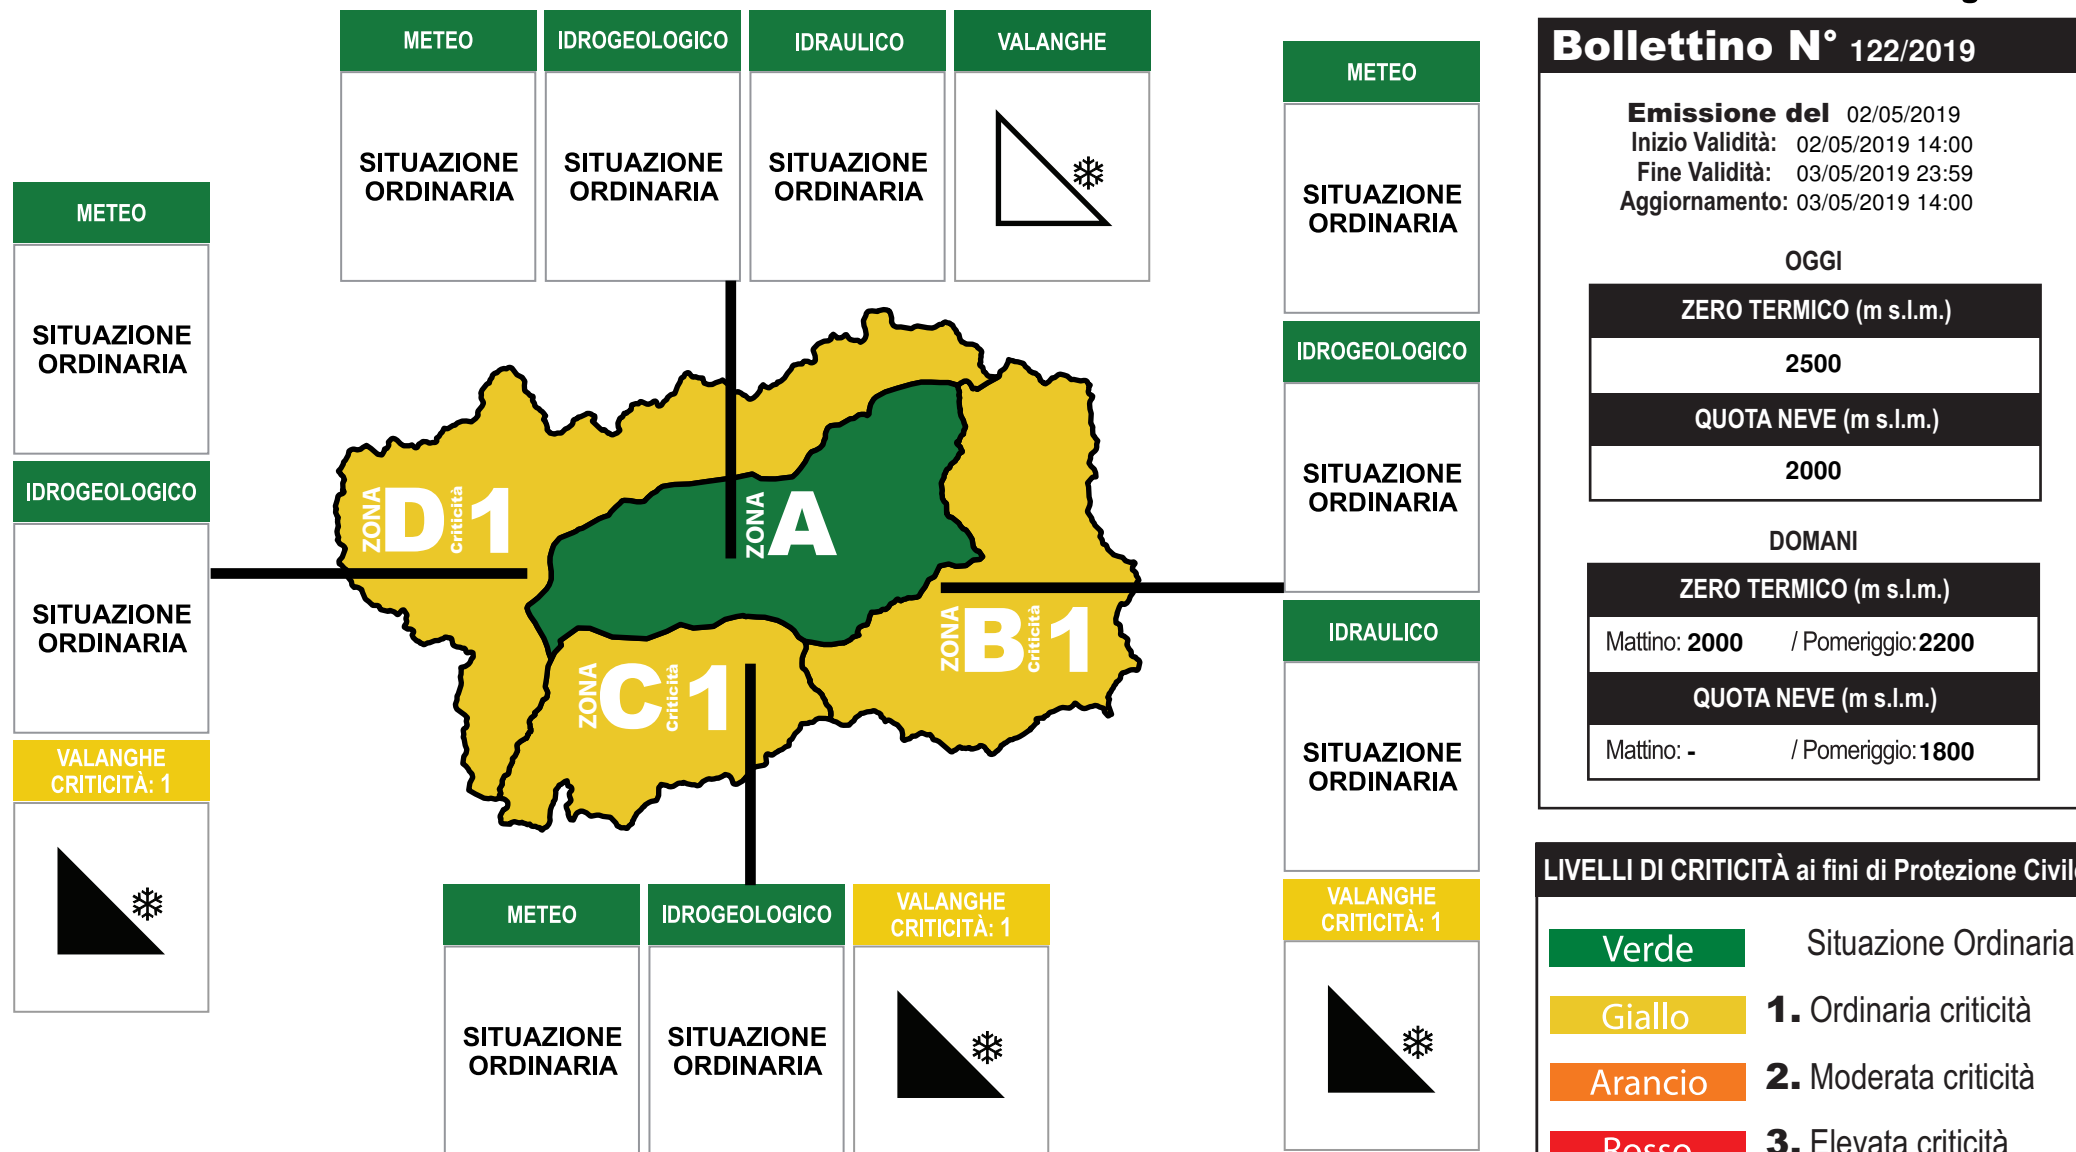 METEO
IDROGEOLOGICO
IDRAULICO
VALANGHE
SITUAZIONE
ORDINARIA
SITUAZIONE
ORDINARIA
SITUAZIONE
ORDINARIA
METEO
SITUAZIONE
ORDINARIA
IDROGEOLOGICO
SITUAZIONE
ORDINARIA
VALANGHE
CRITICITÀ: 1
ZONA
D
Criticità
1
ZONA
A
ZONA
B
Criticità
1
ZONA
C
Criticità
1
METEO
IDROGEOLOGICO
VALANGHE
CRITICITÀ: 1
SITUAZIONE
ORDINARIA
SITUAZIONE
ORDINARIA
METEO
SITUAZIONE
ORDINARIA
IDROGEOLOGICO
SITUAZIONE
ORDINARIA
IDRAULICO
SITUAZIONE
ORDINARIA
VALANGHE
CRITICITÀ: 1
Bollettino N° 122/2019
Emissione del 02/05/2019
Inizio Validità: 02/05/2019 14:00
Fine Validità: 03/05/2019 23:59
Aggiornamento: 03/05/2019 14:00
OGGI
ZERO TERMICO (m s.l.m.)
2500
QUOTA NEVE (m s.l.m.)
2000
DOMANI
ZERO TERMICO (m s.l.m.)
Mattino: 2000 / Pomeriggio: 2200
QUOTA NEVE (m s.l.m.)
Mattino: - / Pomeriggio: 1800
LIVELLI DI CRITICITÀ ai fini di Protezione Civile
Verde Situazione Ordinaria
Giallo 1. Ordinaria criticità
Arancio 2. Moderata criticità
Rosso 3. Elevata criticità